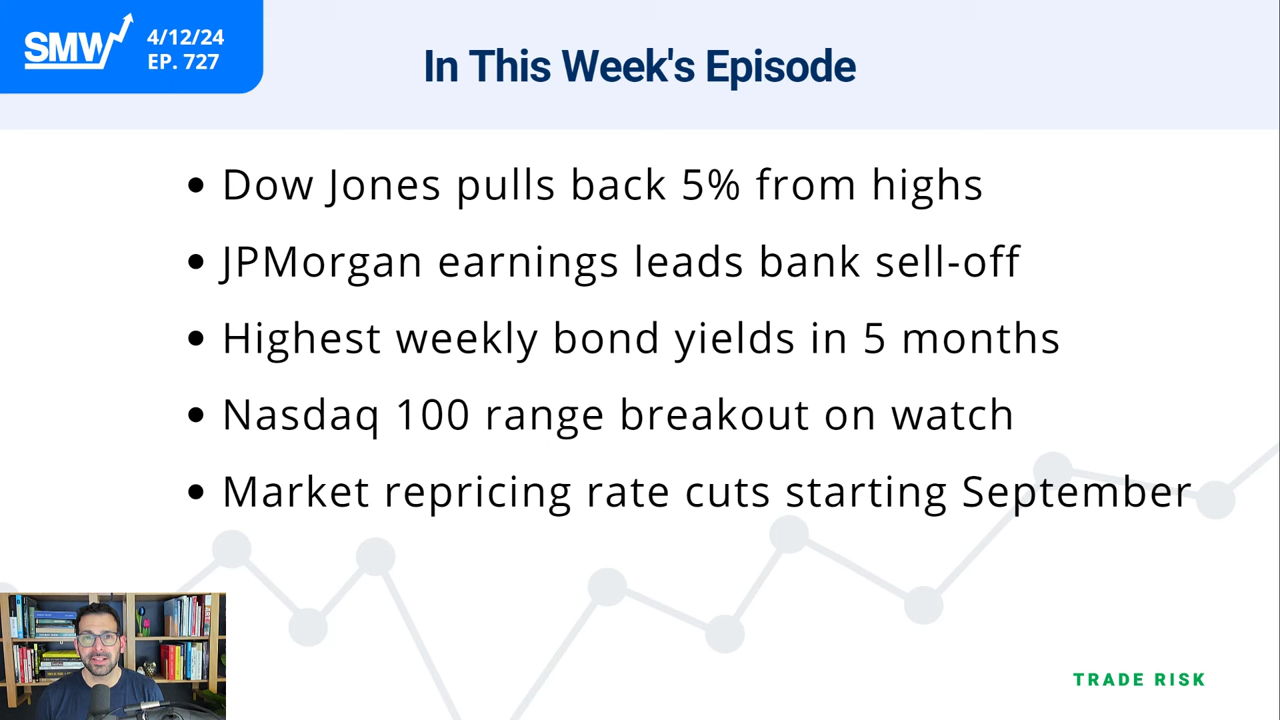 SMW
4/12/24
EP. 727
In This Week's Episode
• Dow Jones pulls back 5% from highs
• JPMorgan earnings leads bank sell-off
• Highest weekly bond yields in 5 months
• Nasdaq 100 range breakout on watch
• Market repricing rate cuts starting September
TRADE RISK